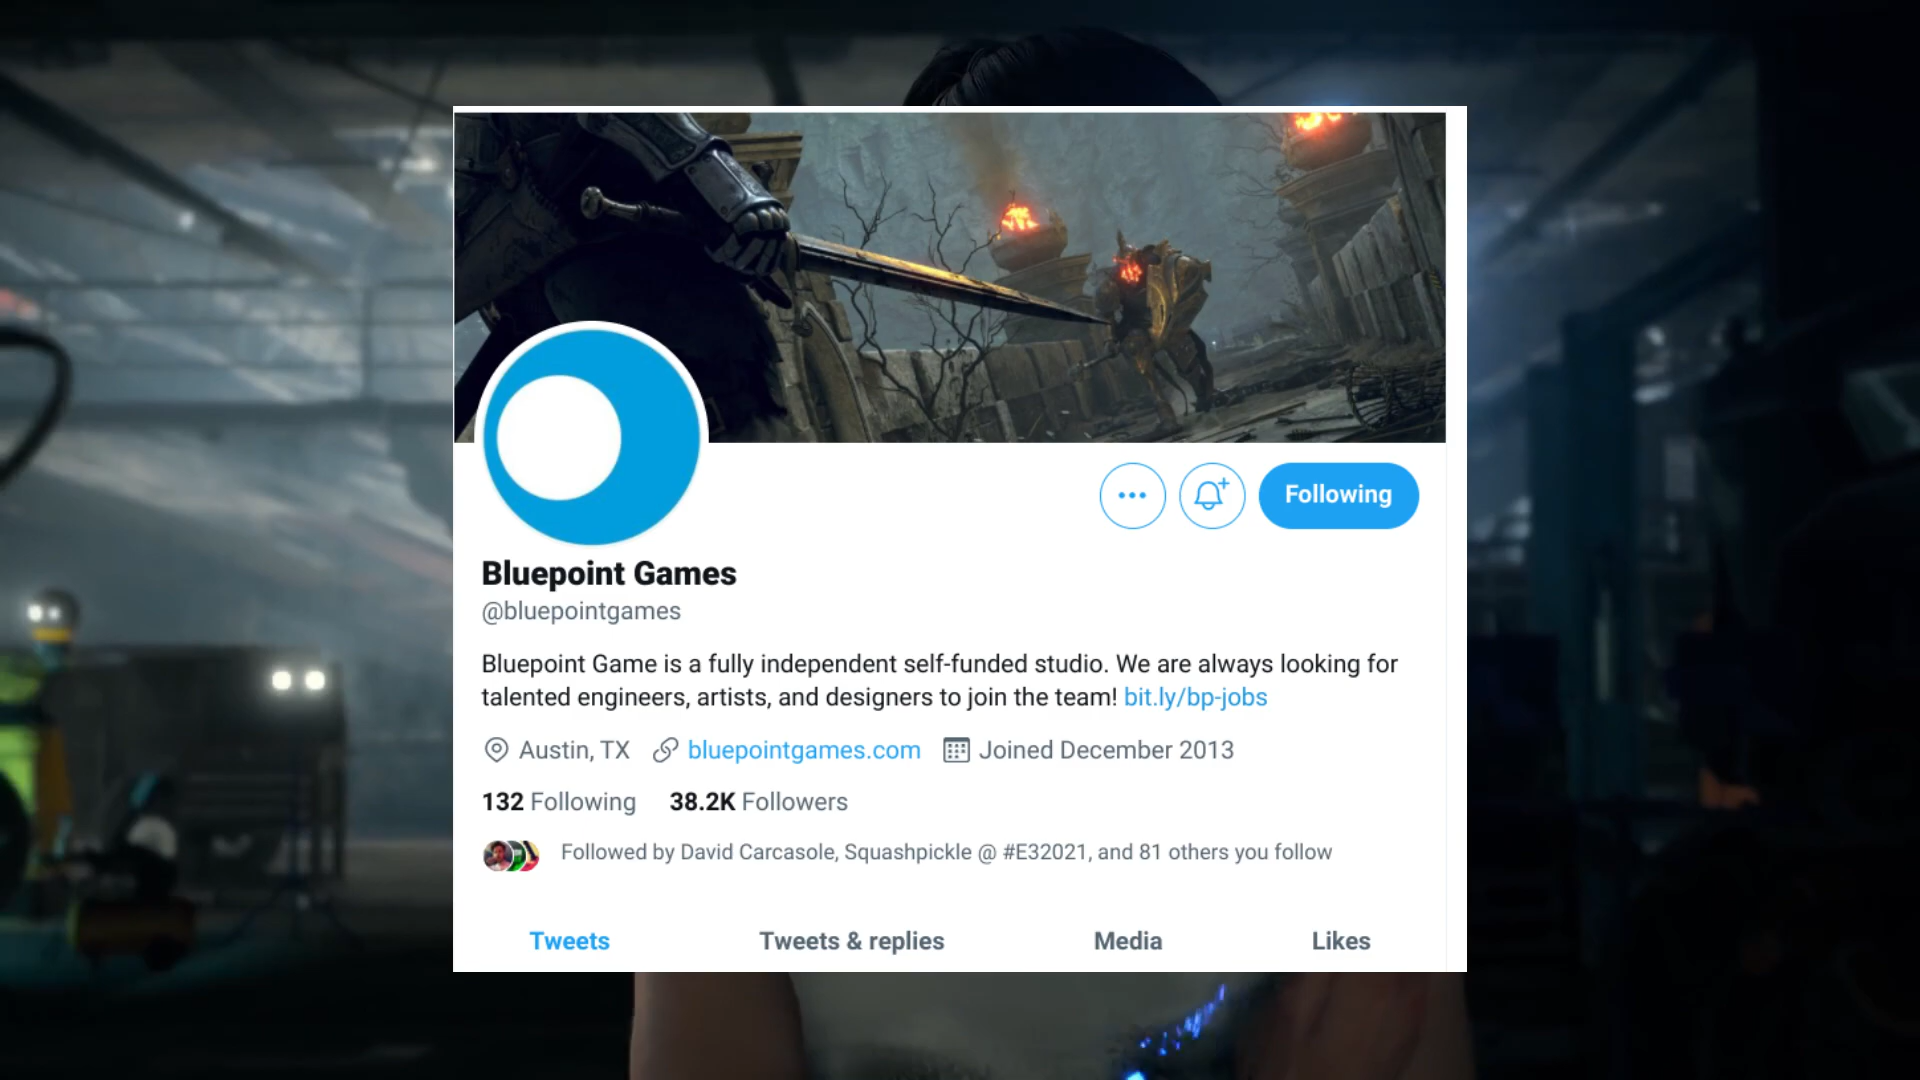 Following
Bluepoint Games
@bluepointgames
Bluepoint Game is a fully independent self-funded studio. We are always looking for
talented engineers, artists, and designers to join the team! bit.ly/bp-jobs
Austin, TX bluepointgames.com Joined December 2013
132 Following 38.2K Followers
Followed by David Carcasole, Squashpickle @ #E32021, and 81 others you follow
Tweets Tweets & replies Media Likes